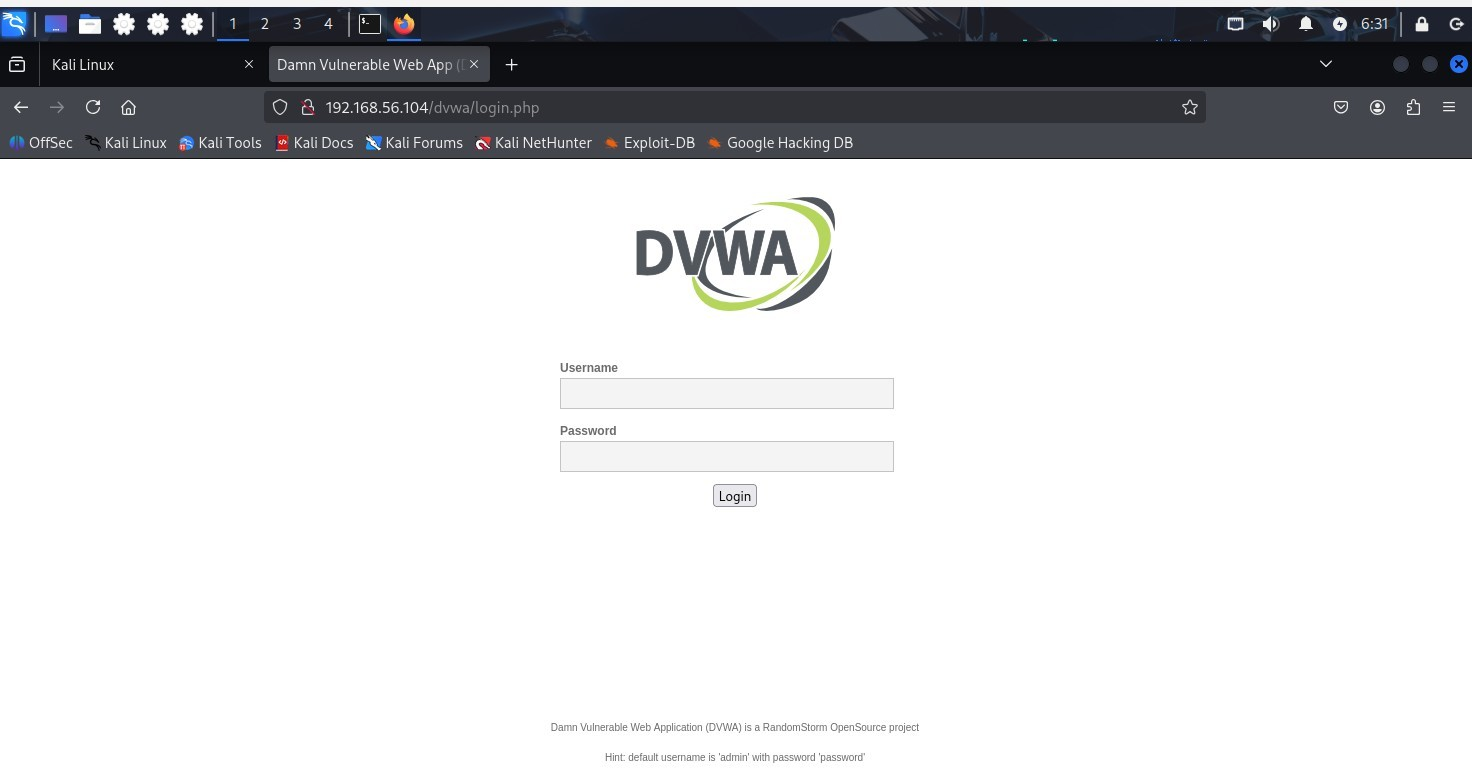 1 2 3 4 6:31
Kali Linux
Damn Vulnerable Web App (
192.168.56.104/dvwa/login.php
OffSec Kali Linux Kali Tools Kali Docs Kali Forums Kali NetHunter Exploit-DB Google Hacking DB
DVWA
Username
Password
Login
Damn Vulnerable Web Application (DVWA) is a RandomStorm OpenSource project
Hint: default username is 'admin' with password 'password'